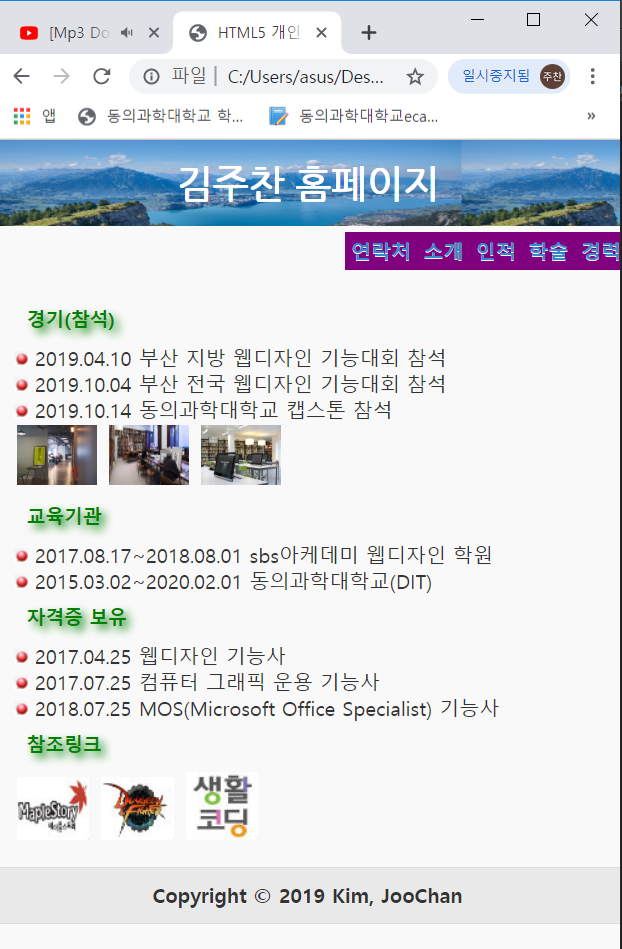 [Mp3 Do
HTML5 개인
파일 | C:/Users/asus/Des...
일시중지됨 주찬
앱 동의과학대학교 학... 동의과학대학교eca... »
김주찬 홈페이지
연락처 소개 인적 학술 경력
경기(참석)
2019.04.10 부산 지방 웹디자인 기능대회 참석
2019.10.04 부산 전국 웹디자인 기능대회 참석
2019.10.14 동의과학대학교 캡스톤 참석
교육기관
2017.08.17~2018.08.01 sbs아케데미 웹디자인 학원
2015.03.02~2020.02.01 동의과학대학교(DIT)
자격증 보유
2017.04.25 웹디자인 기능사
2017.07.25 컴퓨터 그래픽 운용 기능사
2018.07.25 MOS(Microsoft Office Specialist) 기능사
참조링크
MapleStory
메이플스토리
Dungeon Fighter
생활
코딩
Copyright © 2019 Kim, JooChan